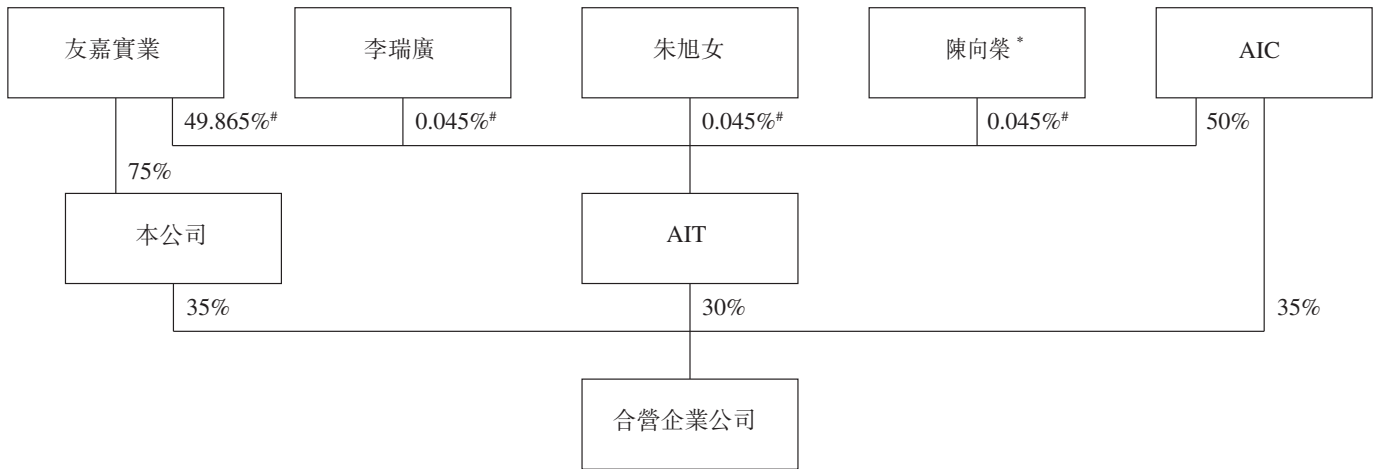 友嘉實業
李瑞廣
朱旭女
陳向榮*
AIC
49.865%#
0.045%#
0.045%#
0.045%#
50%
75%
本公司
AIT
35%
30%
35%
合營企業公司